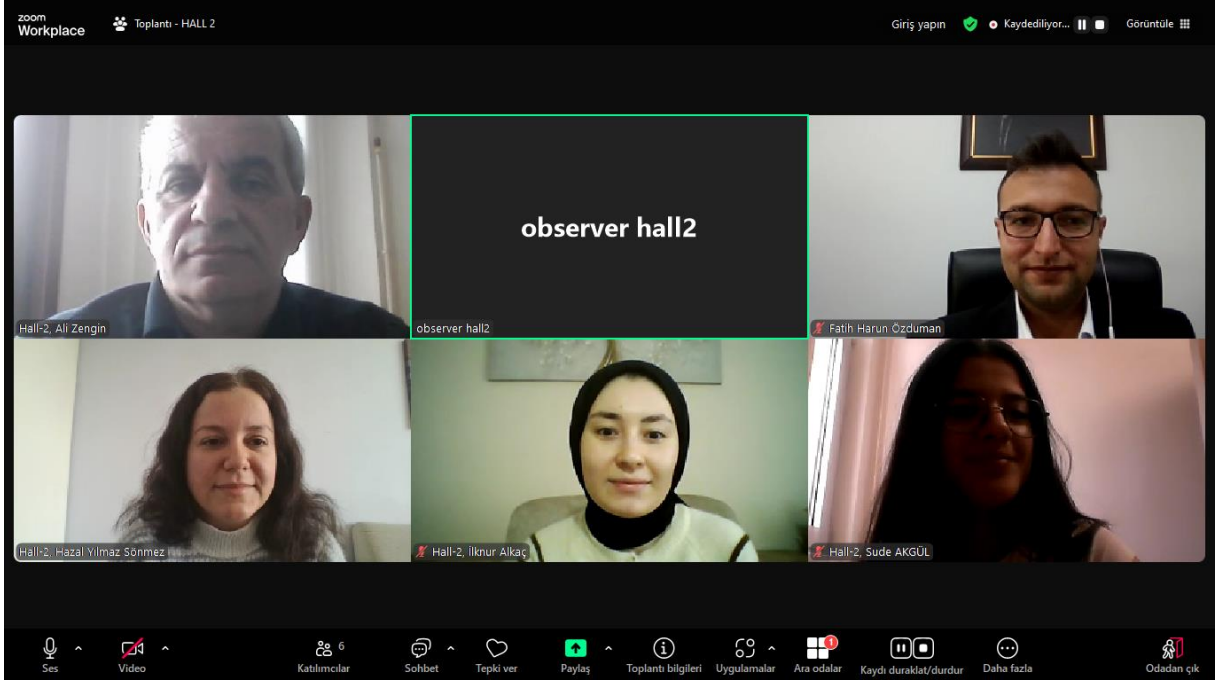 zoom
Workplace
Toplantı - HALL 2
Giriş yapın
Kaydediliyor...
Görüntüle
Hall-2, Ali Zengin
observer hall2
observer hall2
Fatih Harun Özduman
Hall-2, Hazal Yılmaz Sönmez
Hall-2, İlknur Alkaç
Hall-2, Sude AKGÜL
Ses
Video
6
Katılımcılar
Sohbet
Tepki ver
Paylaş
Toplantı bilgileri
Uygulamalar
1
Ara odalar
Kaydı duraklat/durdur
Daha fazla
Odadan çık